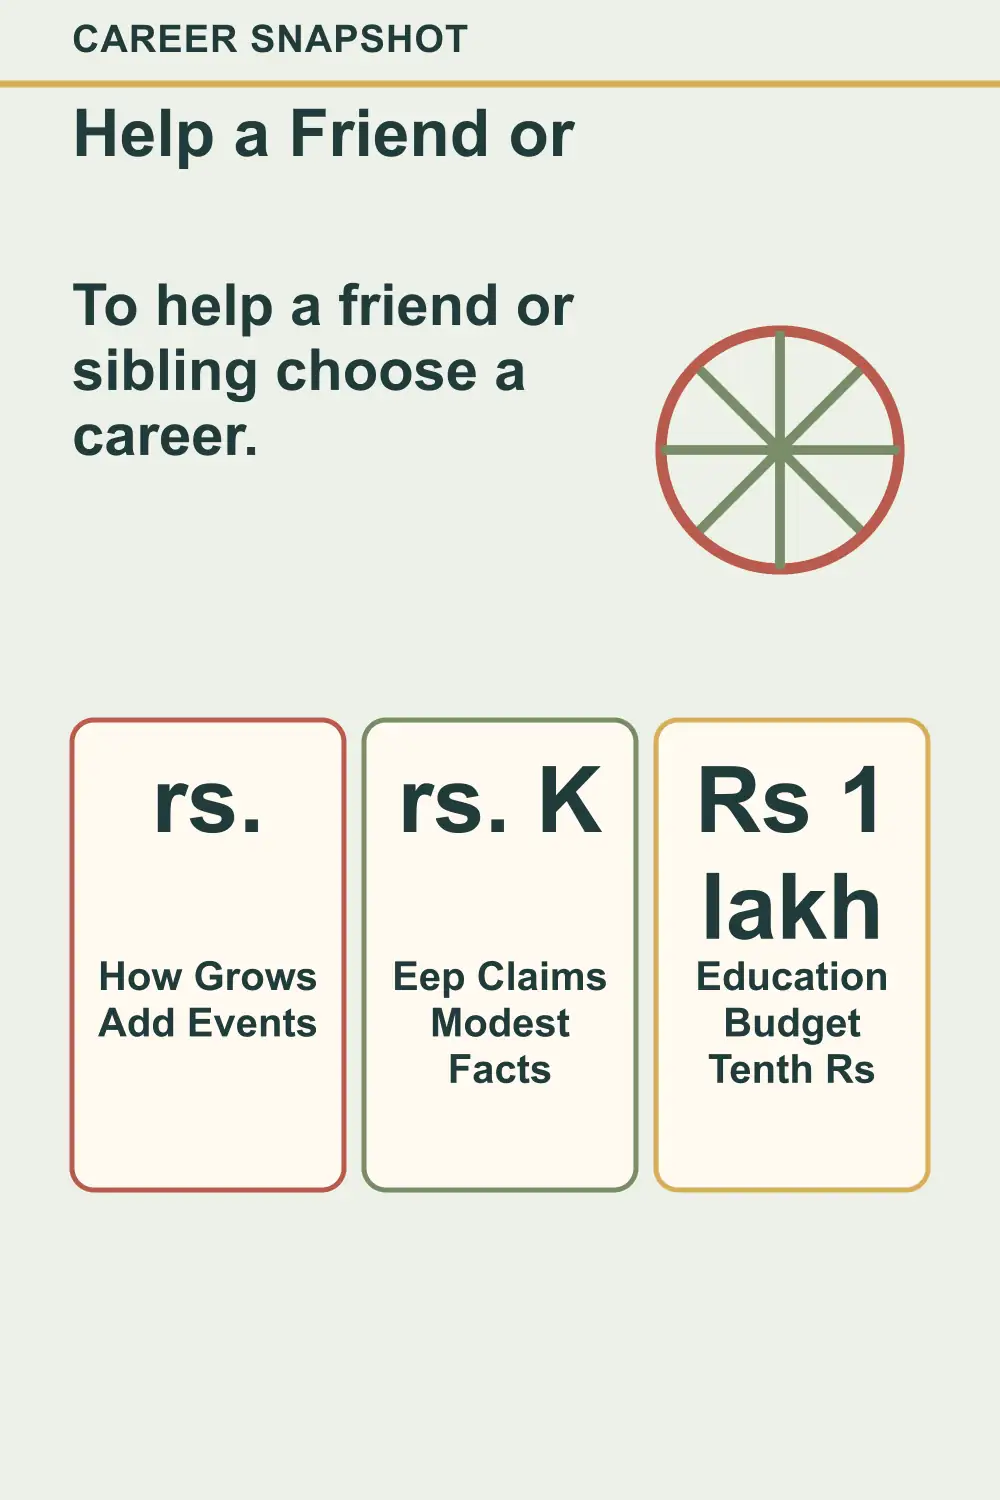 CAREER SNAPSHOT
Help a Friend or
To help a friend or
sibling choose a
career.
rs.
How Grows
Add Events
rs. K
Eep Claims
Modest
Facts
Rs 1
lakh
Education
Budget
Tenth Rs